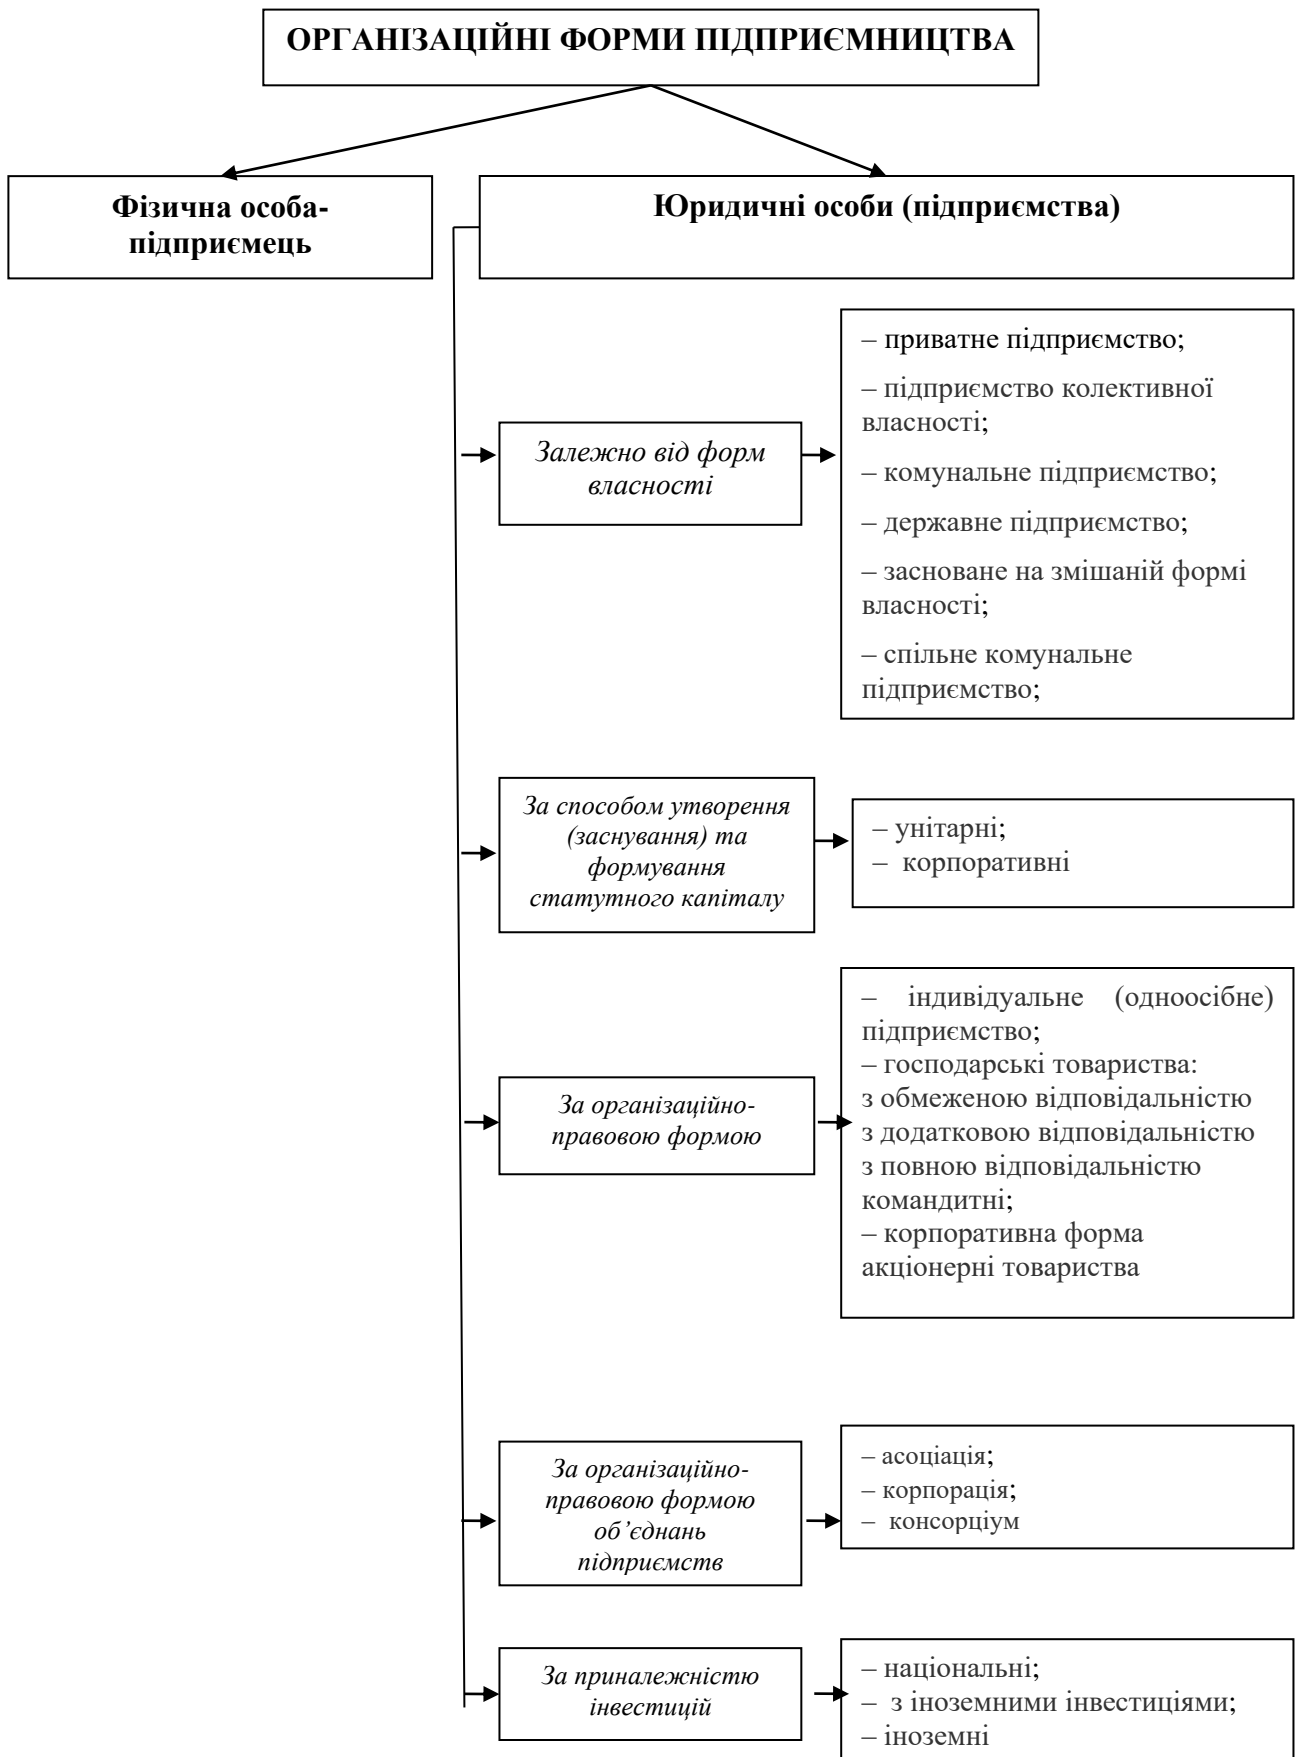 ОРГАНІЗАЦІЙНІ ФОРМИ ПІДПРИЄМНИЦТВА
Фізична особа-
підприємець
Юридичні особи (підприємства)
Залежно від форм
власності
– приватне підприємство;
– підприємство колективної
власності;
– комунальне підприємство;
– державне підприємство;
– засноване на змішаній формі
власності;
– спільне комунальне
підприємство;
За способом утворення
(заснування) та
формування
статутного капіталу
– унітарні;
– корпоративні
За організаційно-
правовою формою
– індивідуальне (одноосібне)
підприємство;
– господарські товариства:
з обмеженою відповідальністю
з додатковою відповідальністю
з повною відповідальністю
командитні;
– корпоративна форма
акціонерні товариства
За організаційно-
правовою формою
об’єднань
підприємств
– асоціація;
– корпорація;
– консорціум
За приналежністю
інвестицій
– національні;
– з іноземними інвестиціями;
– іноземні